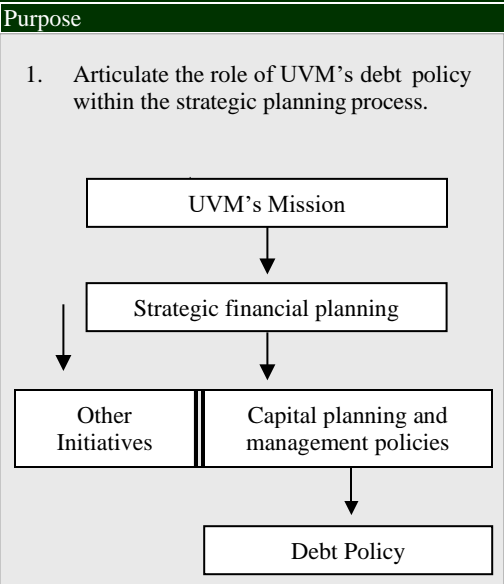 Purpose
1. Articulate the role of UVM's debt policy
within the strategic planning process.
UVM's Mission
Strategic financial planning
Other
Initiatives
Capital planning and
management policies
Debt Policy